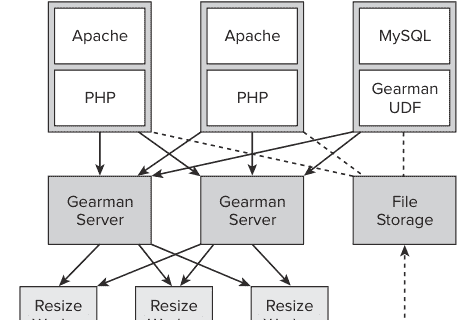 Apache
Apache
MySQL
PHP
PHP
Gearman
UDF
Gearman
Server
Gearman
Server
File
Storage
Resize
Resize
Resize